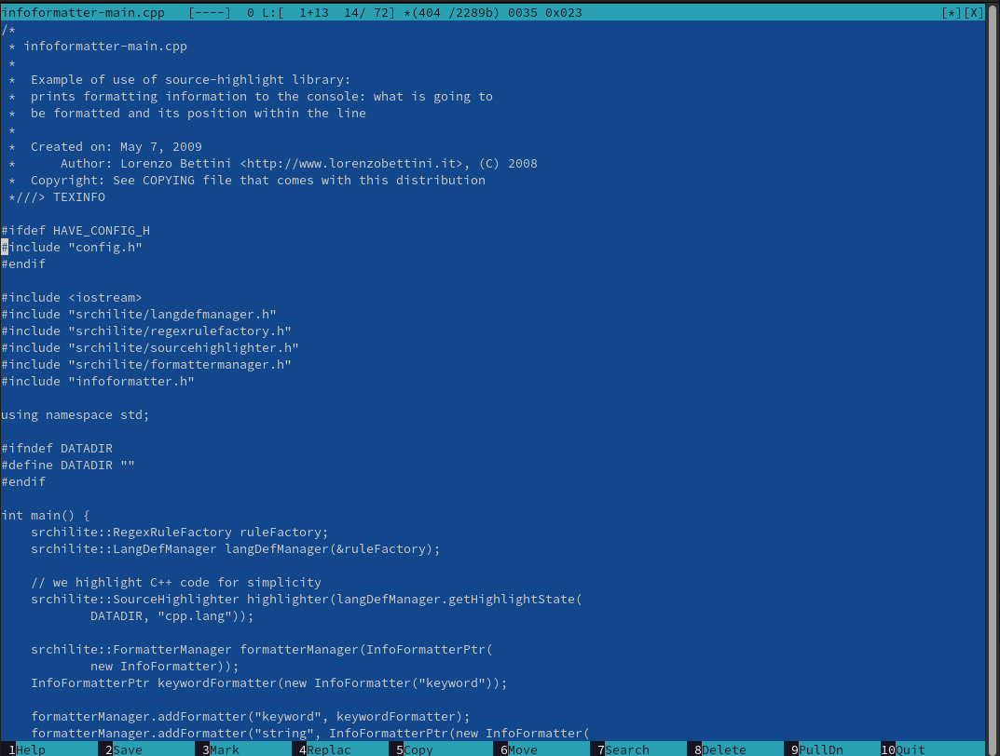 infoformatter-main.cpp   [----]  0 L:[  1+13  14/ 72] *(404 /2289b) 0035 0x023 [*][X]
/*
 * infoformatter-main.cpp
 *
 *  Example of use of source-highlight library:
 *  prints formatting information to the console: what is going to
 *  be formatted and its position within the line
 *
 *  Created on: May 7, 2009
 *      Author: Lorenzo Bettini <http://www.lorenzobettini.it>, (C) 2008
 *  Copyright: See COPYING file that comes with this distribution
 *///> TEXINFO

#ifdef HAVE_CONFIG_H
#include "config.h"
#endif

#include <iostream>
#include "srchilite/langdefmanager.h"
#include "srchilite/regexrulefactory.h"
#include "srchilite/sourcehighlighter.h"
#include "srchilite/formattermanager.h"
#include "infoformatter.h"

using namespace std;

#ifndef DATADIR
#define DATADIR ""
#endif

int main() {
    srchilite::RegexRuleFactory ruleFactory;
    srchilite::LangDefManager langDefManager(&ruleFactory);

    // we highlight C++ code for simplicity
    srchilite::SourceHighlighter highlighter(langDefManager.getHighlightState(
            DATADIR, "cpp.lang"));

    srchilite::FormatterManager formatterManager(InfoFormatterPtr(
            new InfoFormatter));
    InfoFormatterPtr keywordFormatter(new InfoFormatter("keyword"));

    formatterManager.addFormatter("keyword", keywordFormatter);
    formatterManager.addFormatter("string", InfoFormatterPtr(new InfoFormatter(
 1Help 2Save 3Mark 4Replac 5Copy 6Move 7Search 8Delete 9PullDn 10Quit